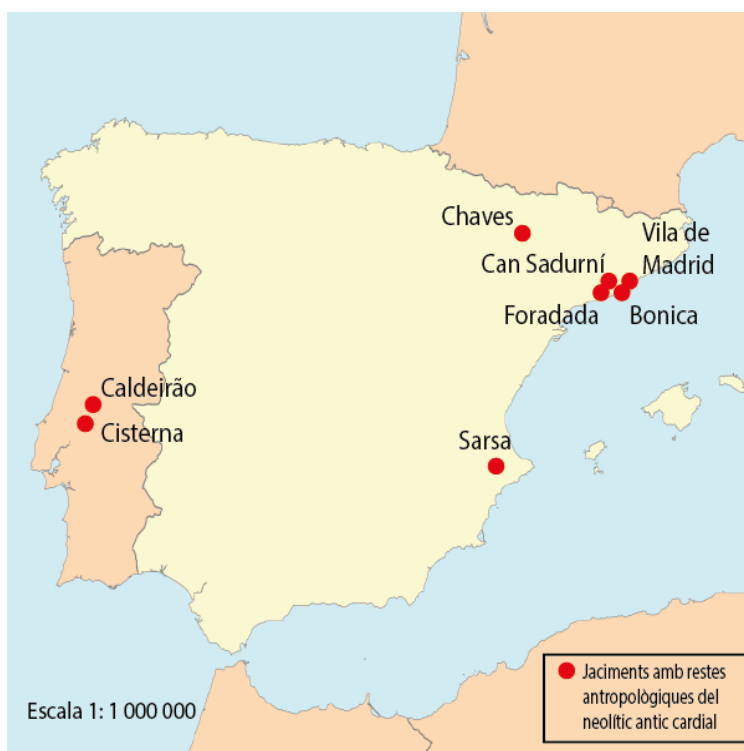 Chaves
Vila de
Madrid
Can Sadurní
Foradada
Bonica
Caldeirão
Cisterna
Sarsa
Escala 1: 1 000 000
Jaciments amb restes
antropològiques del
neolític antic cardial